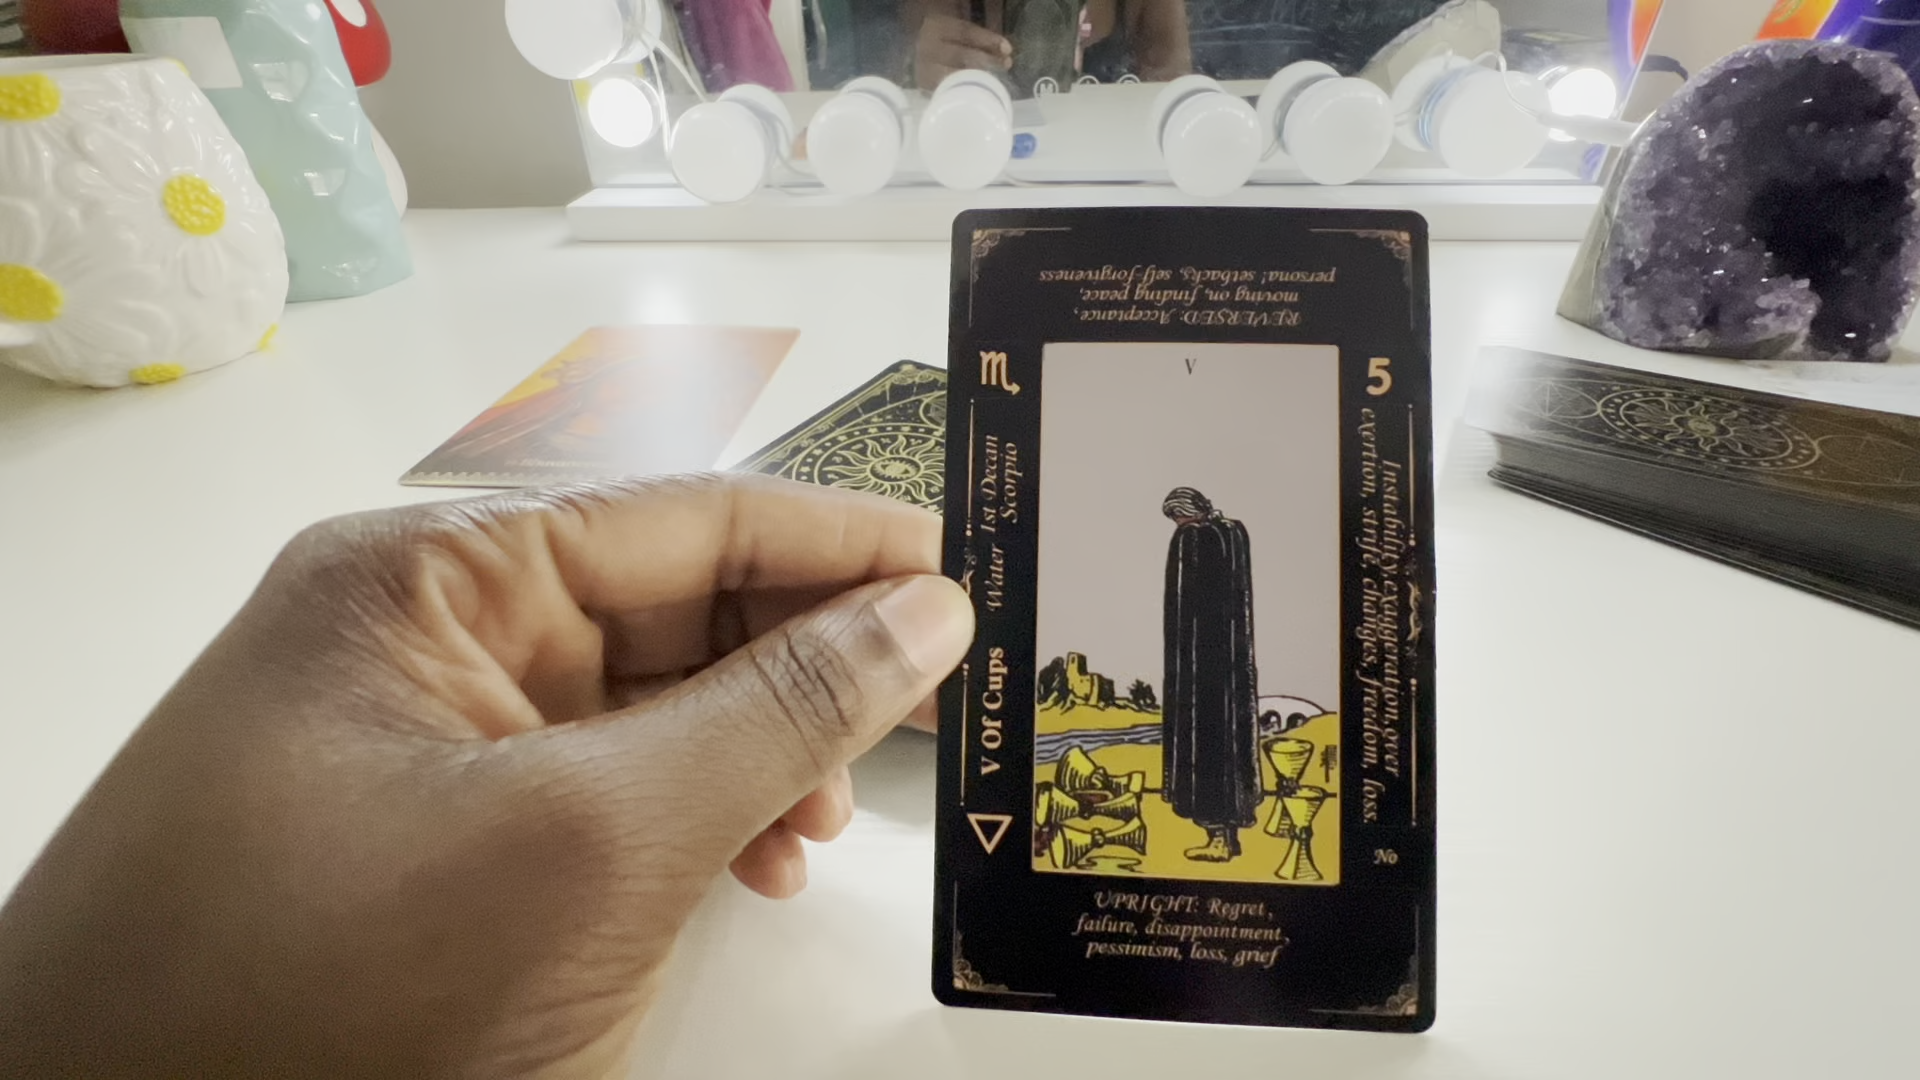 REVERSED: Acceptance,
moving on, finding peace,
personal setbacks, self-forgiveness
♏
V Of Cups Water 1st Decan
Scorpio
V
5
Instability, exaggeration, over
exertion, strife, changes, freedom, loss.
No
UPRIGHT: Regret,
failure, disappointment,
pessimism, loss, grief